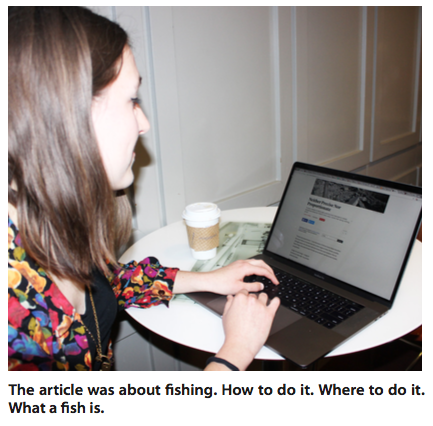 The article was about fishing. How to do it. Where to do it.
What a fish is.